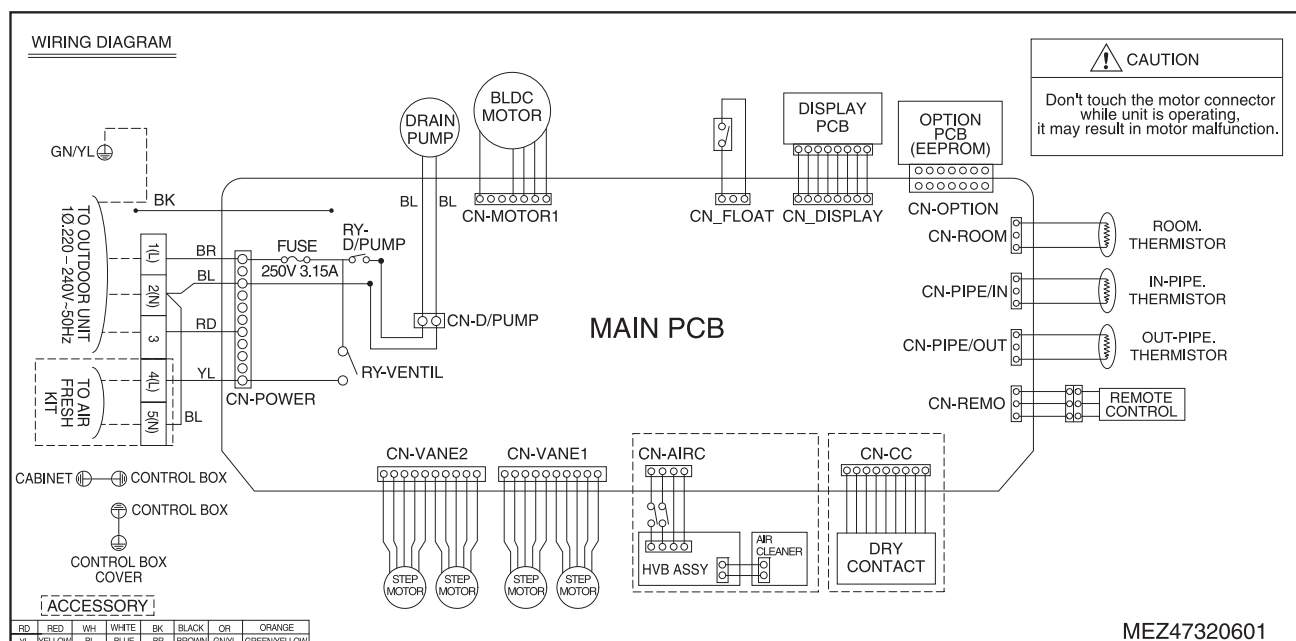 WIRING DIAGRAM
CAUTION
Don't touch the motor connector
while unit is operating,
it may result in motor malfunction.
GN/YL
BK
DRAIN
PUMP
BLDC
MOTOR
BL
BL
CN-MOTOR1
CN_FLOAT
DISPLAY
PCB
CN_DISPLAY
OPTION
PCB
(EEPROM)
CN-OPTION
TO OUTDOOR UNIT
1Ø,220 – 240V~50Hz
1(L)
2(N)
3
4(L)
5(N)
TO AIR
FRESH
KIT
BR
BL
RD
YL
BL
FUSE
250V 3.15A
RY-
D/PUMP
CN-D/PUMP
RY-VENTIL
CN-POWER
MAIN PCB
CN-ROOM
ROOM.
THERMISTOR
CN-PIPE/IN
IN-PIPE.
THERMISTOR
CN-PIPE/OUT
OUT-PIPE.
THERMISTOR
CN-REMO
REMOTE
CONTROL
CABINET
CONTROL BOX
CONTROL BOX
CONTROL BOX
COVER
ACCESSORY
CN-VANE2
CN-VANE1
STEP
MOTOR
STEP
MOTOR
STEP
MOTOR
STEP
MOTOR
CN-AIRC
HVB ASSY
AIR
CLEANER
CN-CC
DRY
CONTACT
RD RED WH WHITE BK BLACK OR ORANGE
YL YELLOW BL BLUE BR BROWN GN/YL GREEN/YELLOW
MEZ47320601